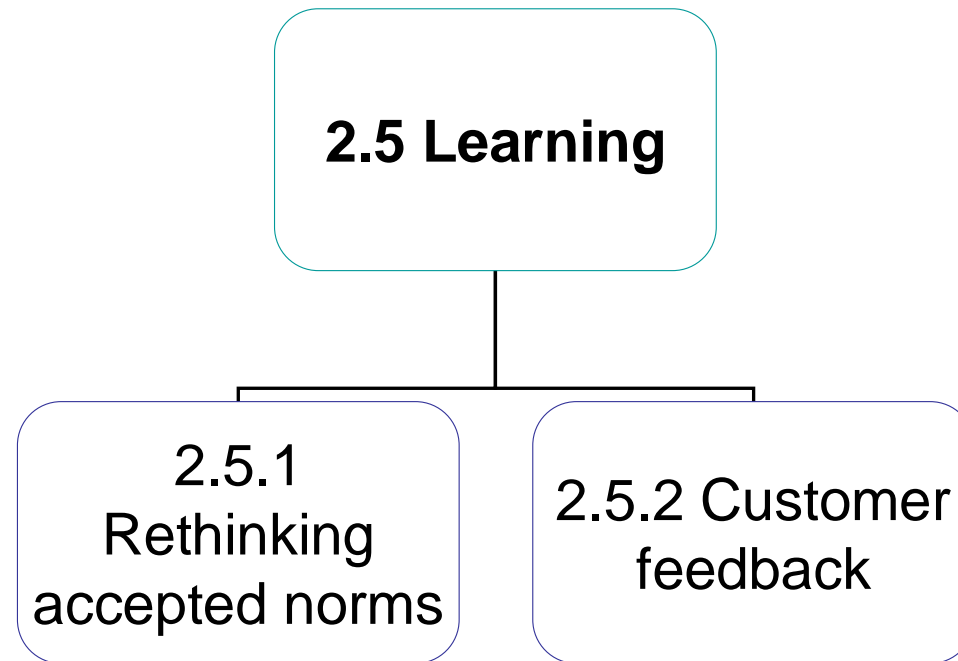 2.5 Learning
2.5.1
Rethinking
accepted norms
2.5.2 Customer
feedback